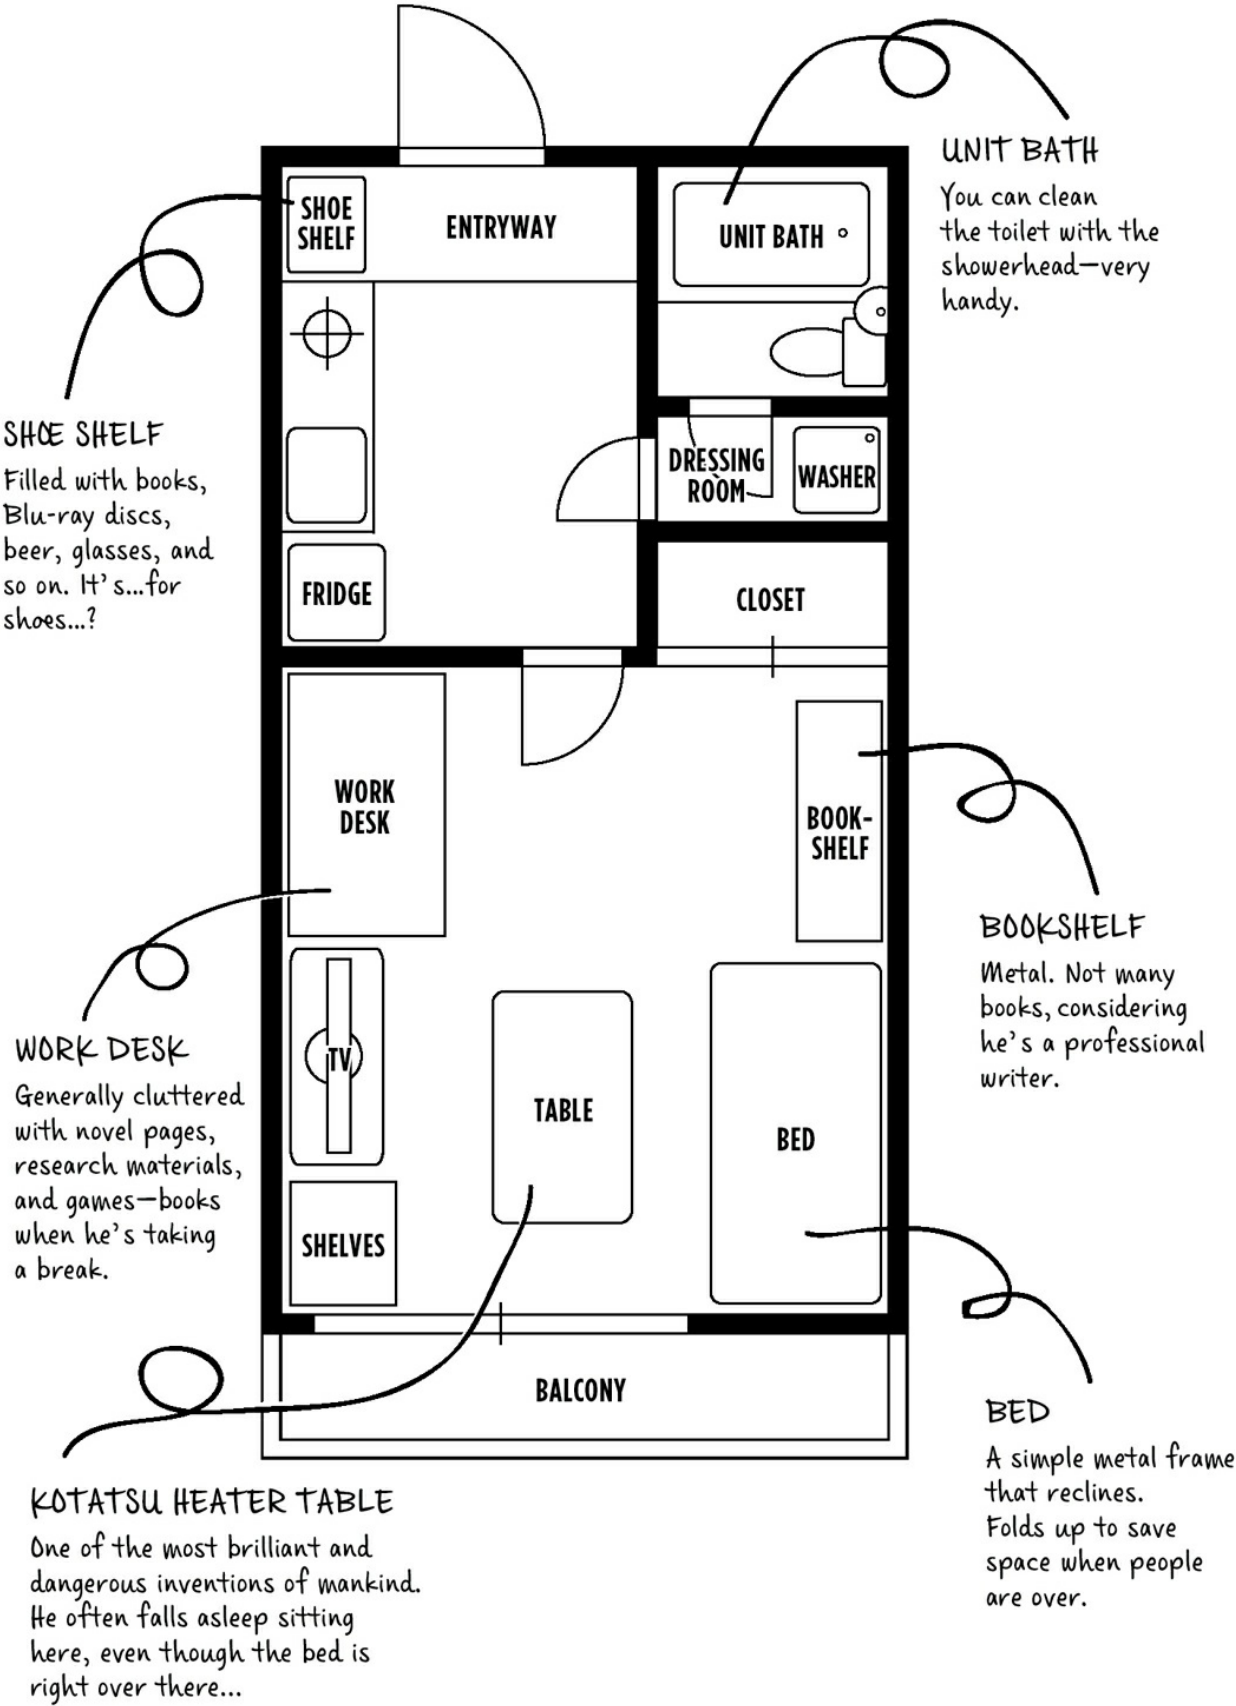 UNIT BATH
You can clean
the toilet with the
showerhead—very
handy.
SHOE
SHELF
ENTRYWAY
UNIT BATH
SHOE SHELF
Filled with books,
Blu-ray discs,
beer, glasses, and
so on. It's...for
shoes...?
DRESSING
ROOM
WASHER
FRIDGE
CLOSET
WORK
DESK
BOOK-
SHELF
BOOKSHELF
Metal. Not many
books, considering
he's a professional
writer.
WORK DESK
Generally cluttered
with novel pages,
research materials,
and games—books
when he's taking
a break.
TV
TABLE
BED
SHELVES
BALCONY
BED
A simple metal frame
that reclines.
Folds up to save
space when people
are over.
KOTATSU HEATER TABLE
One of the most brilliant and
dangerous inventions of mankind.
He often falls asleep sitting
here, even though the bed is
right over there...